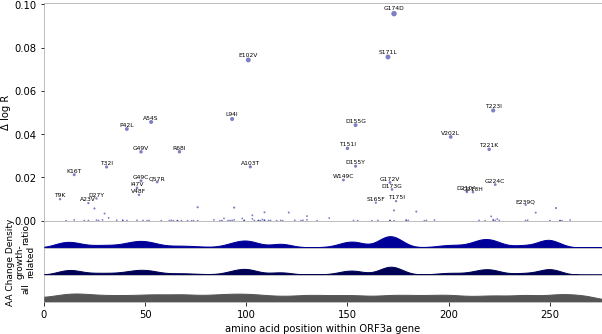 0.10
G174D
0.08
S171L
E102V
Δ log R
0.06
T223I
A54S
L94I
P42L
D155G
0.04
V202L
G49V
R68I
T151I
T221K
T32I
A103T
D155Y
0.02
K16T
G49C
Q57R
W149C
G172V
G224C
I47V
V48F
D173G
T9K
D27Y
A23V
S165F
T175I
E239Q
0.00
AA Change Density
ratio
growth-related
all
0
50
100
150
200
250
amino acid position within ORF3a gene